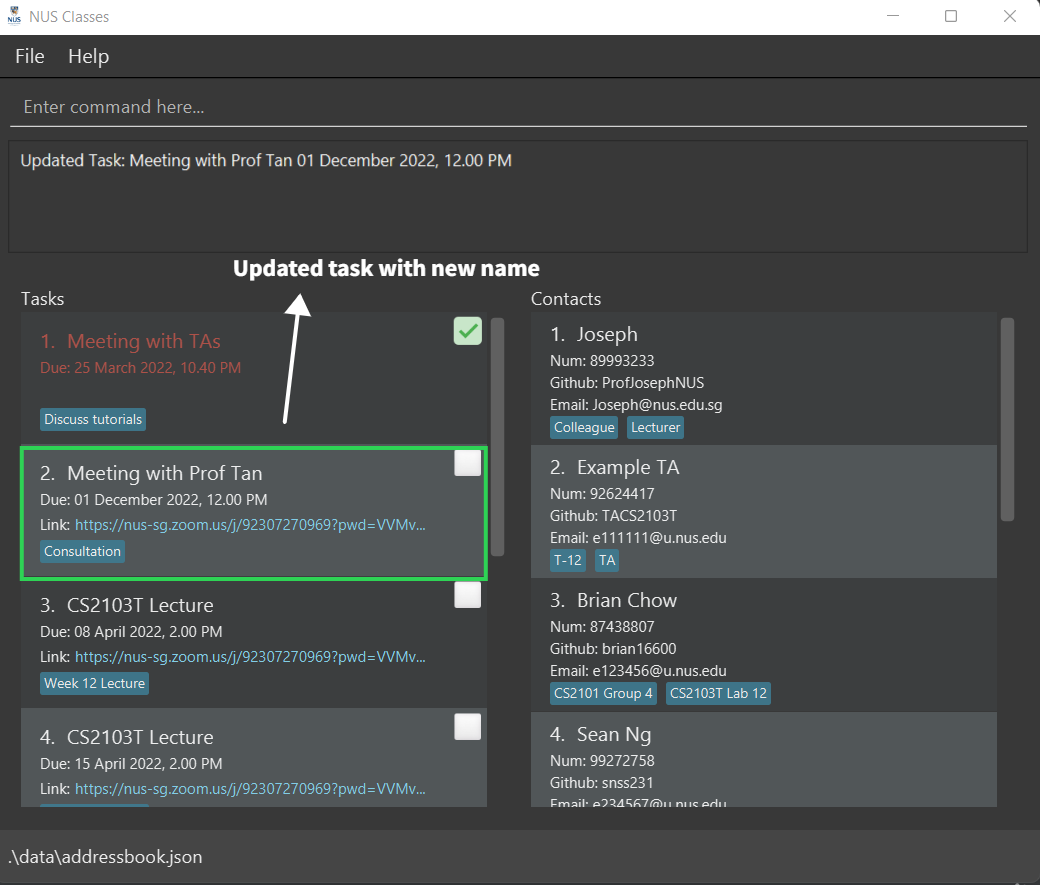 NUS Classes
File Help
Enter command here...
Updated Task: Meeting with Prof Tan 01 December 2022, 12.00 PM
Updated task with new name
Tasks
1. Meeting with TAs
Due: 25 March 2022, 10.40 PM
Discuss tutorials
2. Meeting with Prof Tan
Due: 01 December 2022, 12.00 PM
Link: https://nus-sg.zoom.us/j/92307270969?pwd=VVMv...
Consultation
3. CS2103T Lecture
Due: 08 April 2022, 2.00 PM
Link: https://nus-sg.zoom.us/j/92307270969?pwd=VVMv...
Week 12 Lecture
4. CS2103T Lecture
Due: 15 April 2022, 2.00 PM
Link: https://nus-sg.zoom.us/j/92307270969?pwd=VVMv...
Contacts
1. Joseph
Num: 89993233
Github: ProfJosephNUS
Email: Joseph@nus.edu.sg
Colleague Lecturer
2. Example TA
Num: 92624417
Github: TACS2103T
Email: e111111@u.nus.edu
T-12 TA
3. Brian Chow
Num: 87438807
Github: brian16600
Email: e123456@u.nus.edu
CS2101 Group 4 CS2103T Lab 12
4. Sean Ng
Num: 99272758
Github: snss231
Email: e234567@u.nus.edu
.\data\addressbook.json